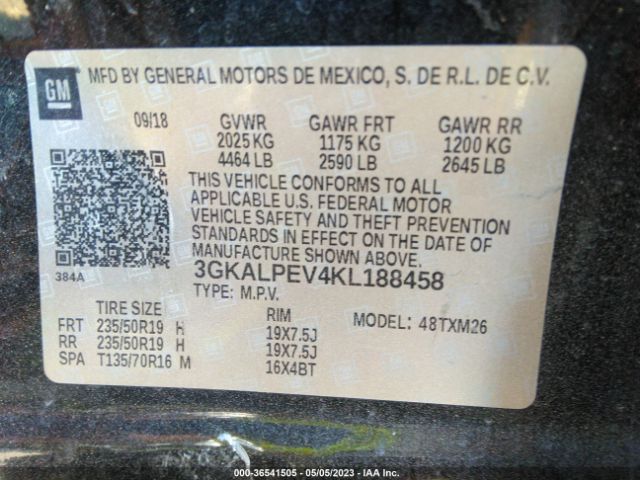 GM
MFD BY GENERAL MOTORS DE MEXICO, S. DE R.L. DE C.V.
09/18 GVWR GAWR FRT GAWR RR
2025 KG 1175 KG 1200 KG
4464 LB 2590 LB 2645 LB
THIS VEHICLE CONFORMS TO ALL
APPLICABLE U.S. FEDERAL MOTOR
VEHICLE SAFETY AND THEFT PREVENTION
STANDARDS IN EFFECT ON THE DATE OF
MANUFACTURE SHOWN ABOVE.
384A 3GKALPEV4KL188458
TYPE: M.P.V.
TIRE SIZE RIM MODEL: 48TXM26
FRT 235/50R19 H 19X7.5J
RR 235/50R19 H 19X7.5J
SPA T135/70R16 M 16X4BT
000-36541505 - 05/05/2023 - IAA Inc.